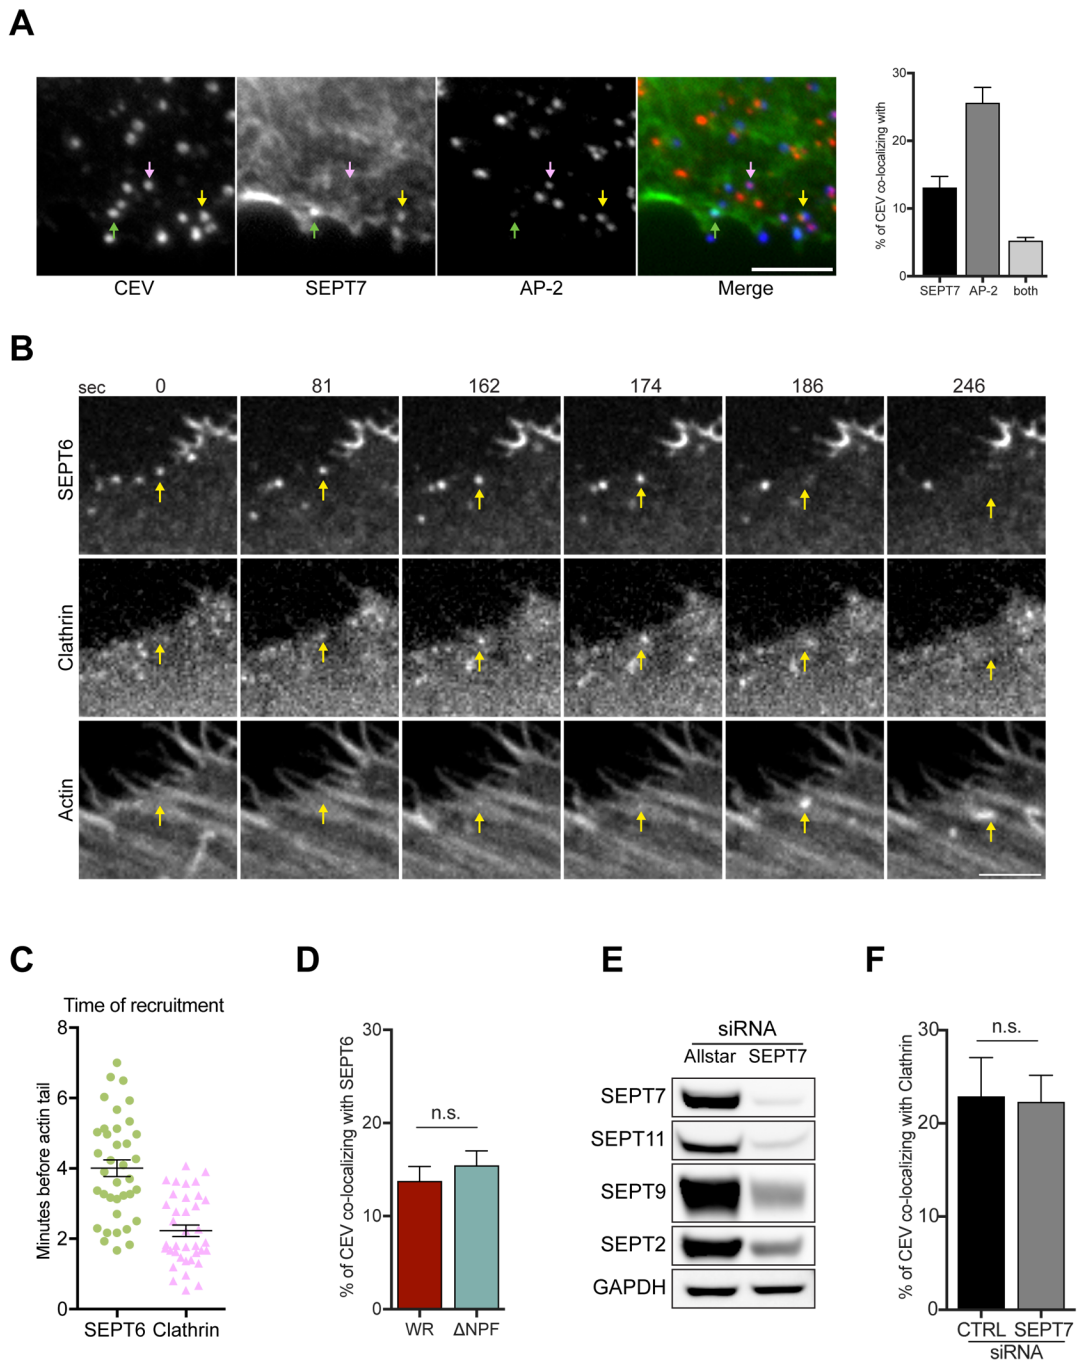 A
CEV
SEPT7
AP-2
Merge
% of CEV co-localizing with
30
20
10
0
SEPT7 AP-2 both
B
sec 0 81 162 174 186 246
SEPT6
Clathrin
Actin
C
Time of recruitment
Minutes before actin tail
8
6
4
2
0
SEPT6 Clathrin
D
% of CEV co-localizing with SEPT6
30
20
10
0
n.s.
WR ΔNPF
E
siRNA
Allstar SEPT7
SEPT7
SEPT11
SEPT9
SEPT2
GAPDH
F
% of CEV co-localizing with Clathrin
30
20
10
0
n.s.
CTRL SEPT7
siRNA